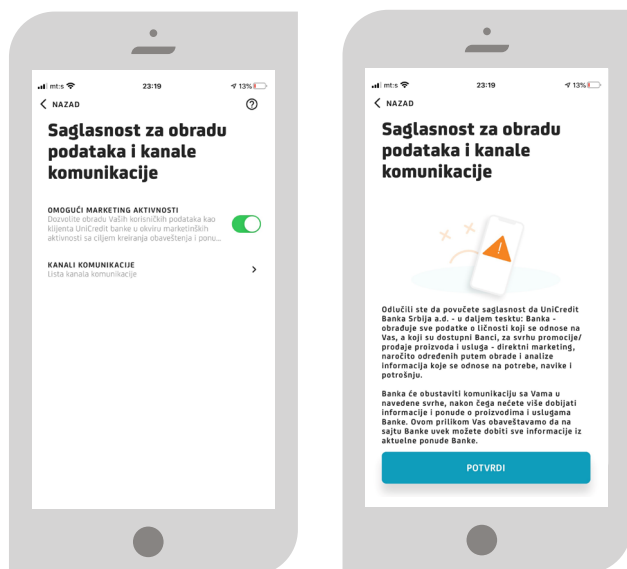 mt:s 23:19 13%
NAZAD
Saglasnost za obradu
podataka i kanale
komunikacije
OMOGUĆI MARKETING AKTIVNOSTI
Dozvolite obradu Vaših korisničkih podataka kao
klijenta UniCredit banke u okviru marketinških
aktivnosti sa ciljem kreiranja obaveštenja i ponu...
KANALI KOMUNIKACIJE
Lista kanala komunikacije
mt:s 23:19 13%
NAZAD
Saglasnost za obradu
podataka i kanale
komunikacije
Odlučili ste da povučete saglasnost da UniCredit
Banka Srbija a.d. - u daljem tesktu: Banka -
obrađuje sve podatke o ličnosti koji se odnose na
Vas, a koji su dostupni Banci, za svrhu promocije/
prodaje proizvoda i usluga - direktni marketing,
naročito određenih putem obrade i analize
informacija koje se odnose na potrebe, navike i
potrošnju.
Banka će obustaviti komunikaciju sa Vama u
navedene svrhe, nakon čega nećete više dobijati
informacije i ponude o proizvodima i uslugama
Banke. Ovom prilikom Vas obaveštavamo da na
sajtu Banke uvek možete dobiti sve informacije iz
aktuelne ponude Banke.
POTVRDI